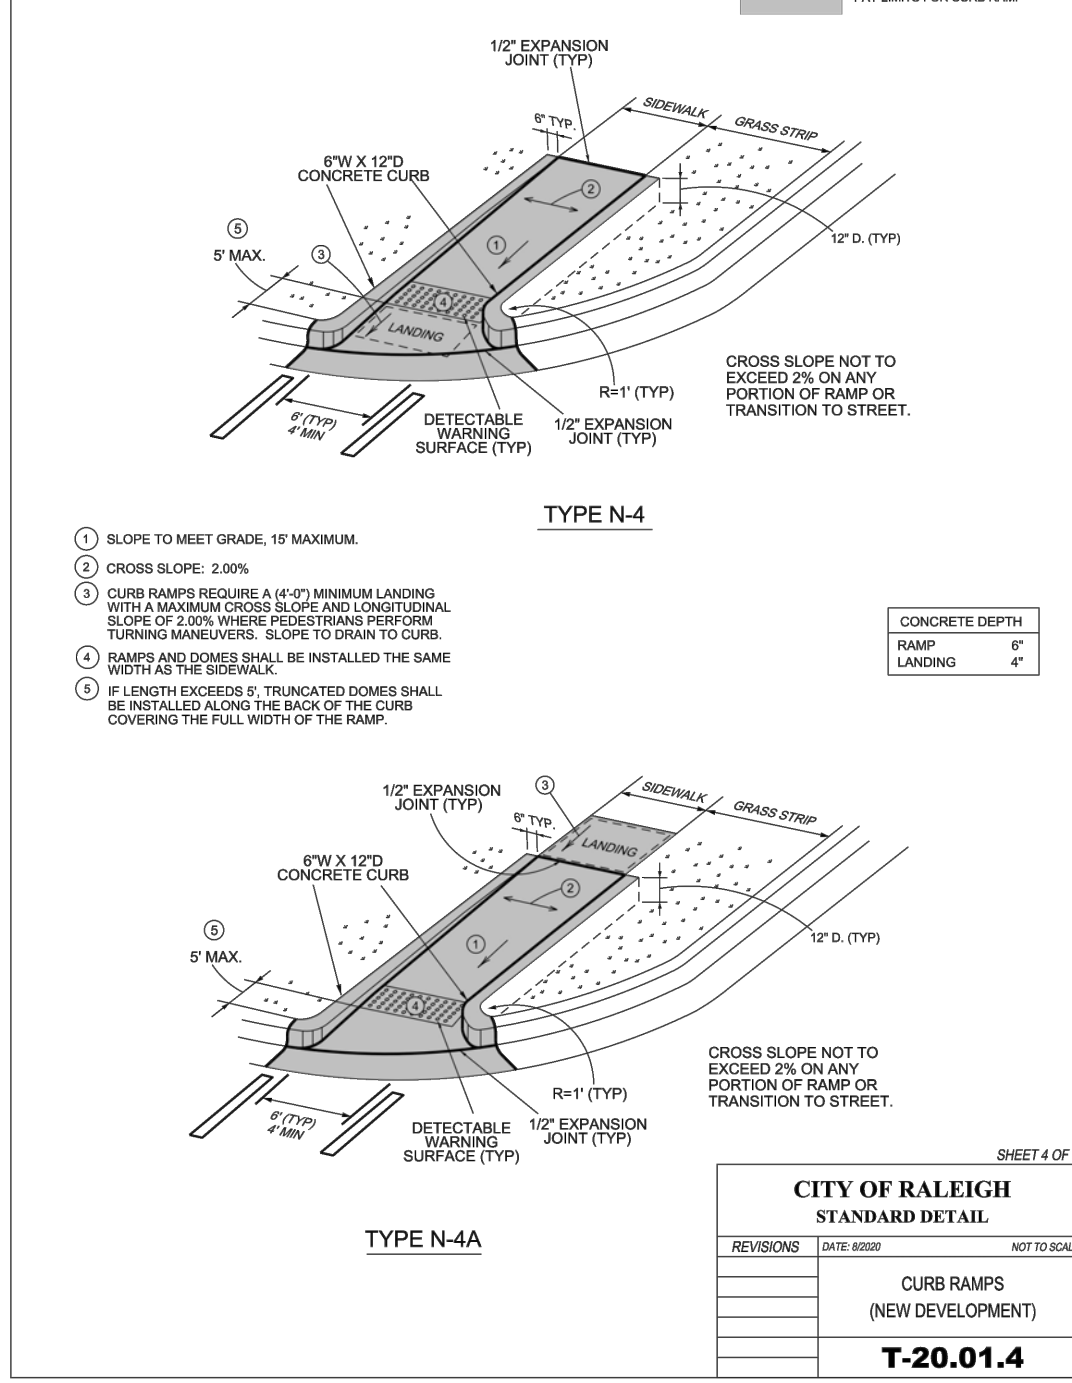 1/2" EXPANSION
JOINT (TYP)
SIDEWALK
GRASS STRIP
6" TYP.
6"W X 12"D
CONCRETE CURB
2
5
5' MAX.
3
1
12" D. (TYP)
4
LANDING
CROSS SLOPE NOT TO
EXCEED 2% ON ANY
PORTION OF RAMP OR
TRANSITION TO STREET.
R=1' (TYP)
6' (TYP)
4' MIN
DETECTABLE
WARNING
SURFACE (TYP)
1/2" EXPANSION
JOINT (TYP)
TYPE N-4
1 SLOPE TO MEET GRADE, 15' MAXIMUM.
2 CROSS SLOPE: 2.00%
3 CURB RAMPS REQUIRE A (4'-0") MINIMUM LANDING
WITH A MAXIMUM CROSS SLOPE AND LONGITUDINAL
SLOPE OF 2.00% WHERE PEDESTRIANS PERFORM
TURNING MANEUVERS. SLOPE TO DRAIN TO CURB.
4 RAMPS AND DOMES SHALL BE INSTALLED THE SAME
WIDTH AS THE SIDEWALK.
5 IF LENGTH EXCEEDS 5', TRUNCATED DOMES SHALL
BE INSTALLED ALONG THE BACK OF THE CURB
COVERING THE FULL WIDTH OF THE RAMP.
CONCRETE DEPTH
RAMP 6"
LANDING 4"
1/2" EXPANSION
JOINT (TYP)
3
SIDEWALK
GRASS STRIP
6" TYP.
LANDING
6"W X 12"D
CONCRETE CURB
2
5
5' MAX.
1
12" D. (TYP)
4
CROSS SLOPE NOT TO
EXCEED 2% ON ANY
PORTION OF RAMP OR
TRANSITION TO STREET.
R=1' (TYP)
6' (TYP)
4' MIN
DETECTABLE
WARNING
SURFACE (TYP)
1/2" EXPANSION
JOINT (TYP)
TYPE N-4A
SHEET 4 OF
CITY OF RALEIGH
STANDARD DETAIL
REVISIONS
DATE: 8/2020
NOT TO SCAL
CURB RAMPS
(NEW DEVELOPMENT)
T-20.01.4